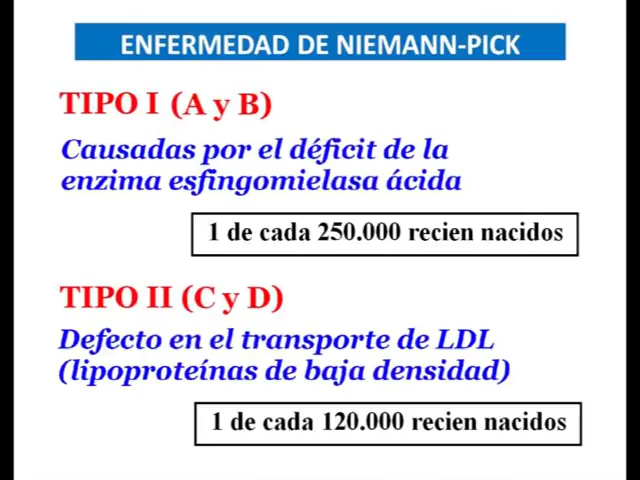 ENFERMEDAD DE NIEMANN-PICK
TIPO I (A y B)
Causadas por el déficit de la
enzima esfingomielasa ácida
1 de cada 250.000 recien nacidos
TIPO II (C y D)
Defecto en el transporte de LDL
(lipoproteínas de baja densidad)
1 de cada 120.000 recien nacidos